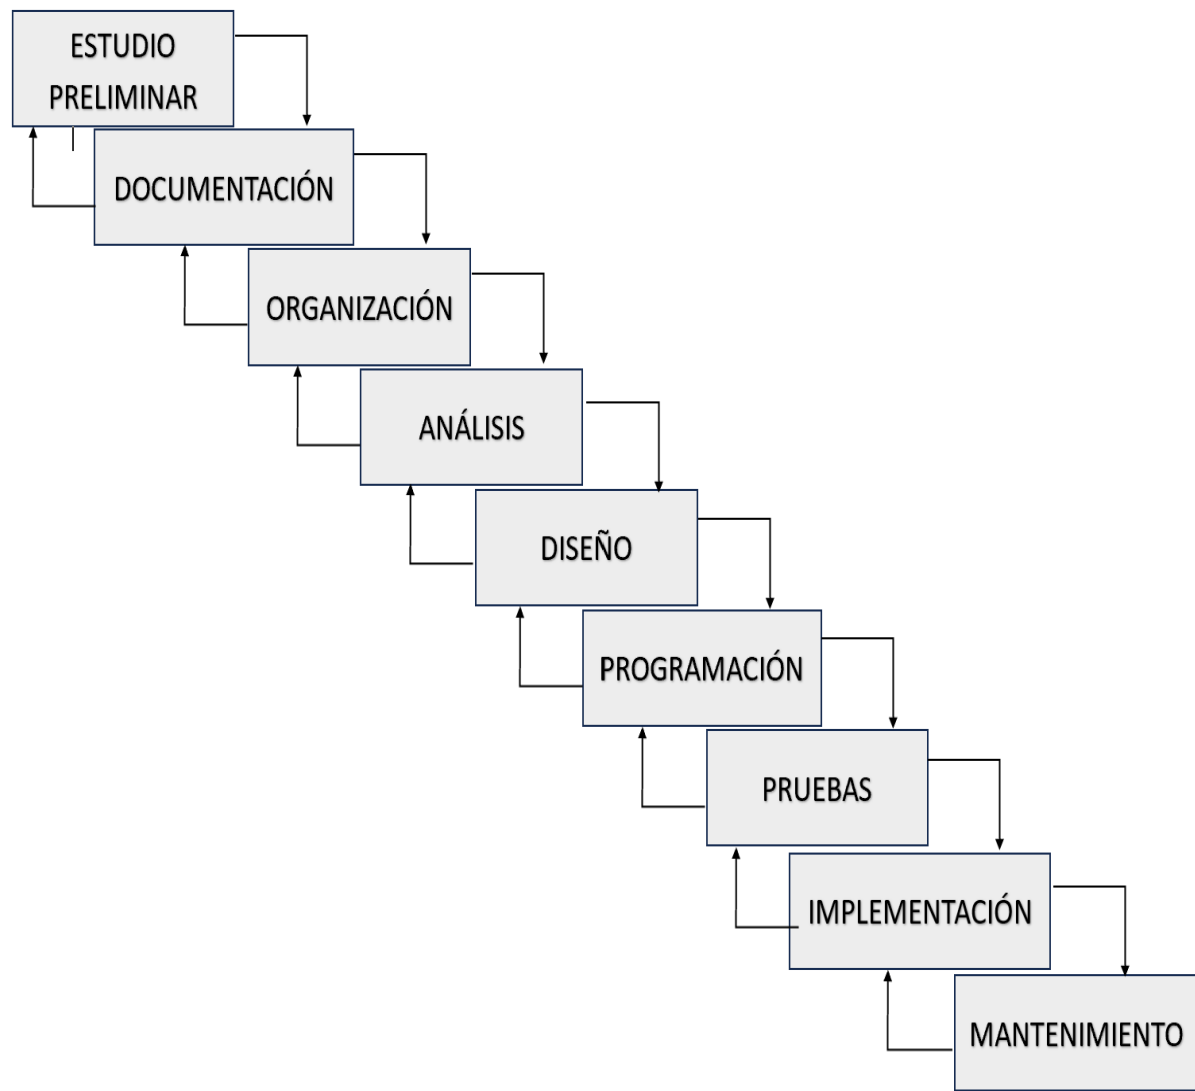 ESTUDIO
PRELIMINAR
DOCUMENTACIÓN
ORGANIZACIÓN
ANÁLISIS
DISEÑO
PROGRAMACIÓN
PRUEBAS
IMPLEMENTACIÓN
MANTENIMIENTO